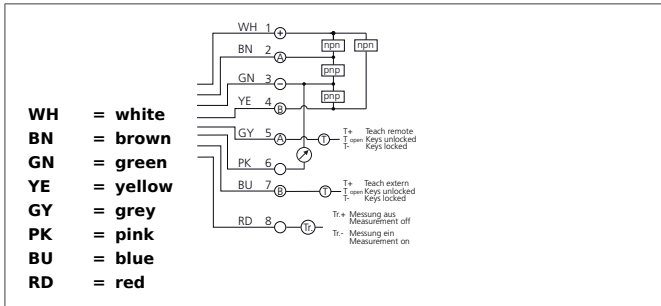 WH 1 +
npn npn
BN 2 A
pnp
GN 3 −
pnp
YE 4 B
GY 5 A T T+ Teach remote
T open Keys unlocked
T- Keys locked
PK 6
BU 7 B T T+ Teach extern
T open Keys unlocked
T- Keys locked
RD 8 Tr. Tr.+ Messung aus
Measurement off
Tr.- Messung ein
Measurement on
WH = white
BN = brown
GN = green
YE = yellow
GY = grey
PK = pink
BU = blue
RD = red